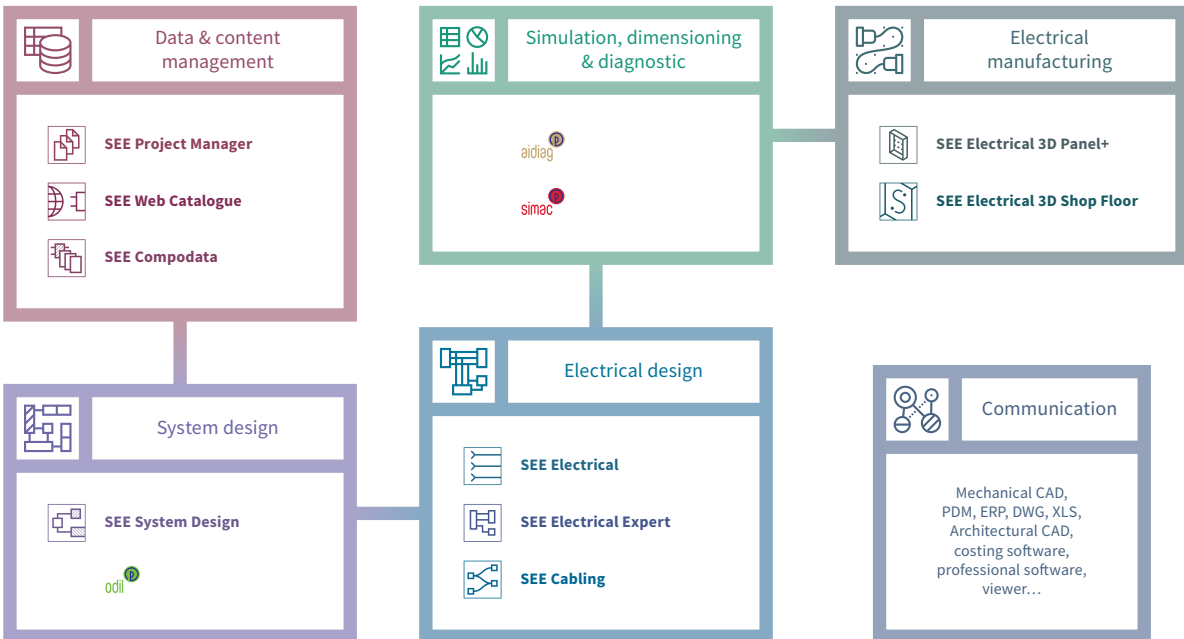 Data & content
management
SEE Project Manager
SEE Web Catalogue
SEE Compodata
Simulation, dimensioning
& diagnostic
aidiag p
simac p
Electrical
manufacturing
SEE Electrical 3D Panel+
SEE Electrical 3D Shop Floor
System design
SEE System Design
odil p
Electrical design
SEE Electrical
SEE Electrical Expert
SEE Cabling
Communication
Mechanical CAD,
PDM, ERP, DWG, XLS,
Architectural CAD,
costing software,
professional software,
viewer…